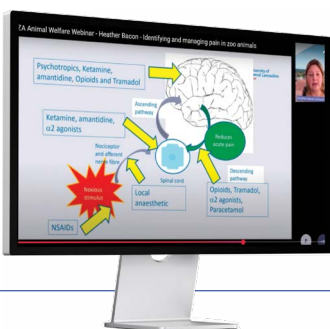 ZA Animal Welfare Webinar - Heather Bacon - Identifying and managing pain in zoo animals
Psychotropics, Ketamine,
amantidine, Opioids and Tramadol
Ketamine, amantidine,
α2 agonists
Ascending
pathway
Nociceptor
and afferent
nerve fibre
Reduces
acute pain
Noxious
stimulus
Spinal cord
Descending
pathway
Local
anaesthetic
Opioids, Tramadol,
α2 agonists,
Paracetamol
NSAIDs